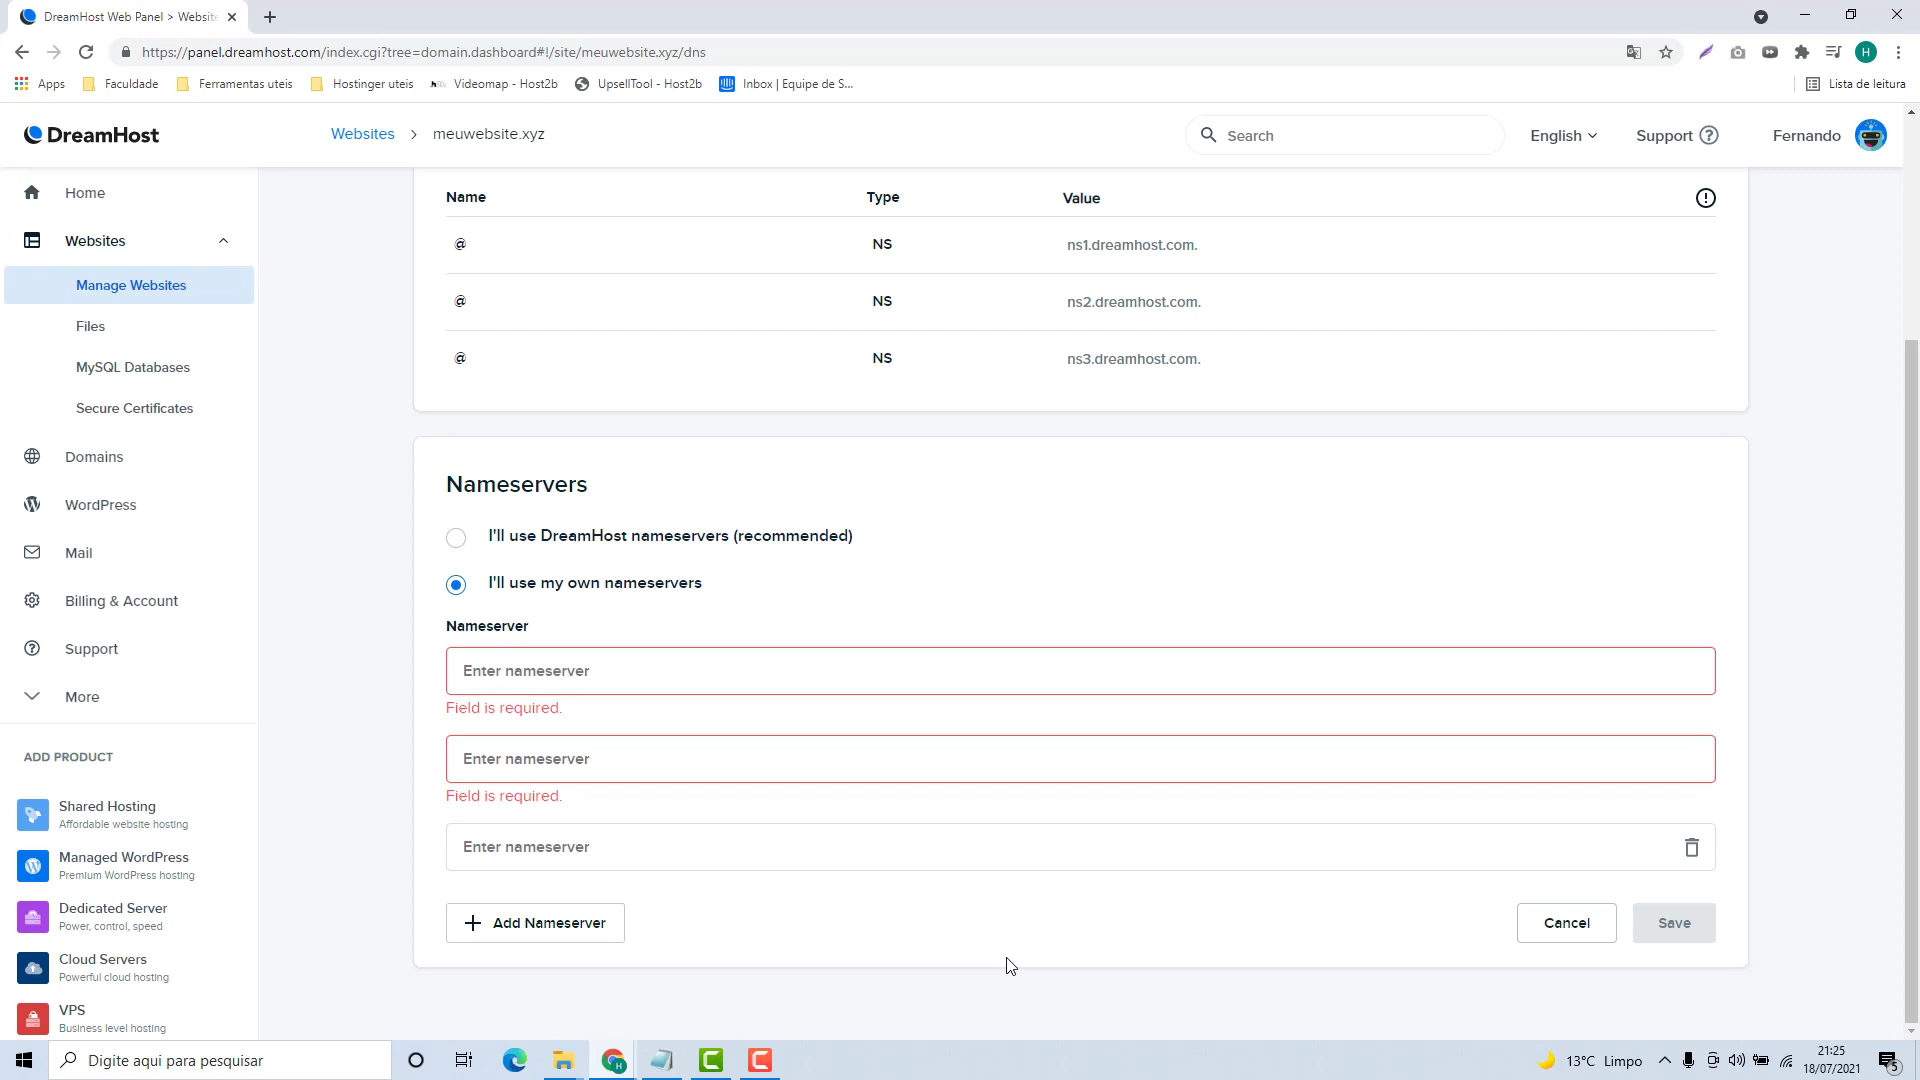 DreamHost Web Panel > Website
https://panel.dreamhost.com/index.cgi?tree=domain.dashboard#!/site/meuwebsite.xyz/dns
H
Apps
Faculdade
Ferramentas uteis
Hostinger uteis
Videomap - Host2b
UpsellTool - Host2b
Inbox | Equipe de S...
Lista de leitura
DreamHost
Websites > meuwebsite.xyz
Search
English
Support
Fernando
Home
Websites
Manage Websites
Files
MySQL Databases
Secure Certificates
Domains
WordPress
Mail
Billing & Account
Support
More
ADD PRODUCT
Shared Hosting
Affordable website hosting
Managed WordPress
Premium WordPress hosting
Dedicated Server
Power, control, speed
Cloud Servers
Powerful cloud hosting
VPS
Business level hosting
Name Type Value
@ NS ns1.dreamhost.com.
@ NS ns2.dreamhost.com.
@ NS ns3.dreamhost.com.
Nameservers
I'll use DreamHost nameservers (recommended)
I'll use my own nameservers
Nameserver
Enter nameserver
Field is required.
Enter nameserver
Field is required.
Enter nameserver
Add Nameserver
Cancel
Save
Digite aqui para pesquisar
13°C Limpo
21:25
18/07/2021
5